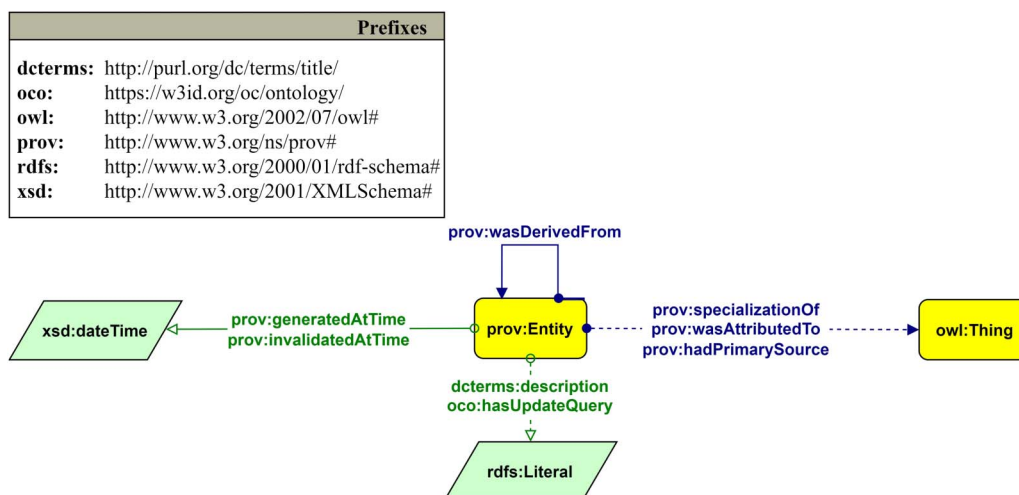 Prefixes
dcterms: http://purl.org/dc/terms/title/
oco: https://w3id.org/oc/ontology/
owl: http://www.w3.org/2002/07/owl#
prov: http://www.w3.org/ns/prov#
rdfs: http://www.w3.org/2000/01/rdf-schema#
xsd: http://www.w3.org/2001/XMLSchema#
prov:wasDerivedFrom
xsd:dateTime
prov:generatedAtTime
prov:invalidatedAtTime
prov:Entity
prov:specializationOf
prov:wasAttributedTo
prov:hadPrimarySource
owl:Thing
dcterms:description
oco:hasUpdateQuery
rdfs:Literal